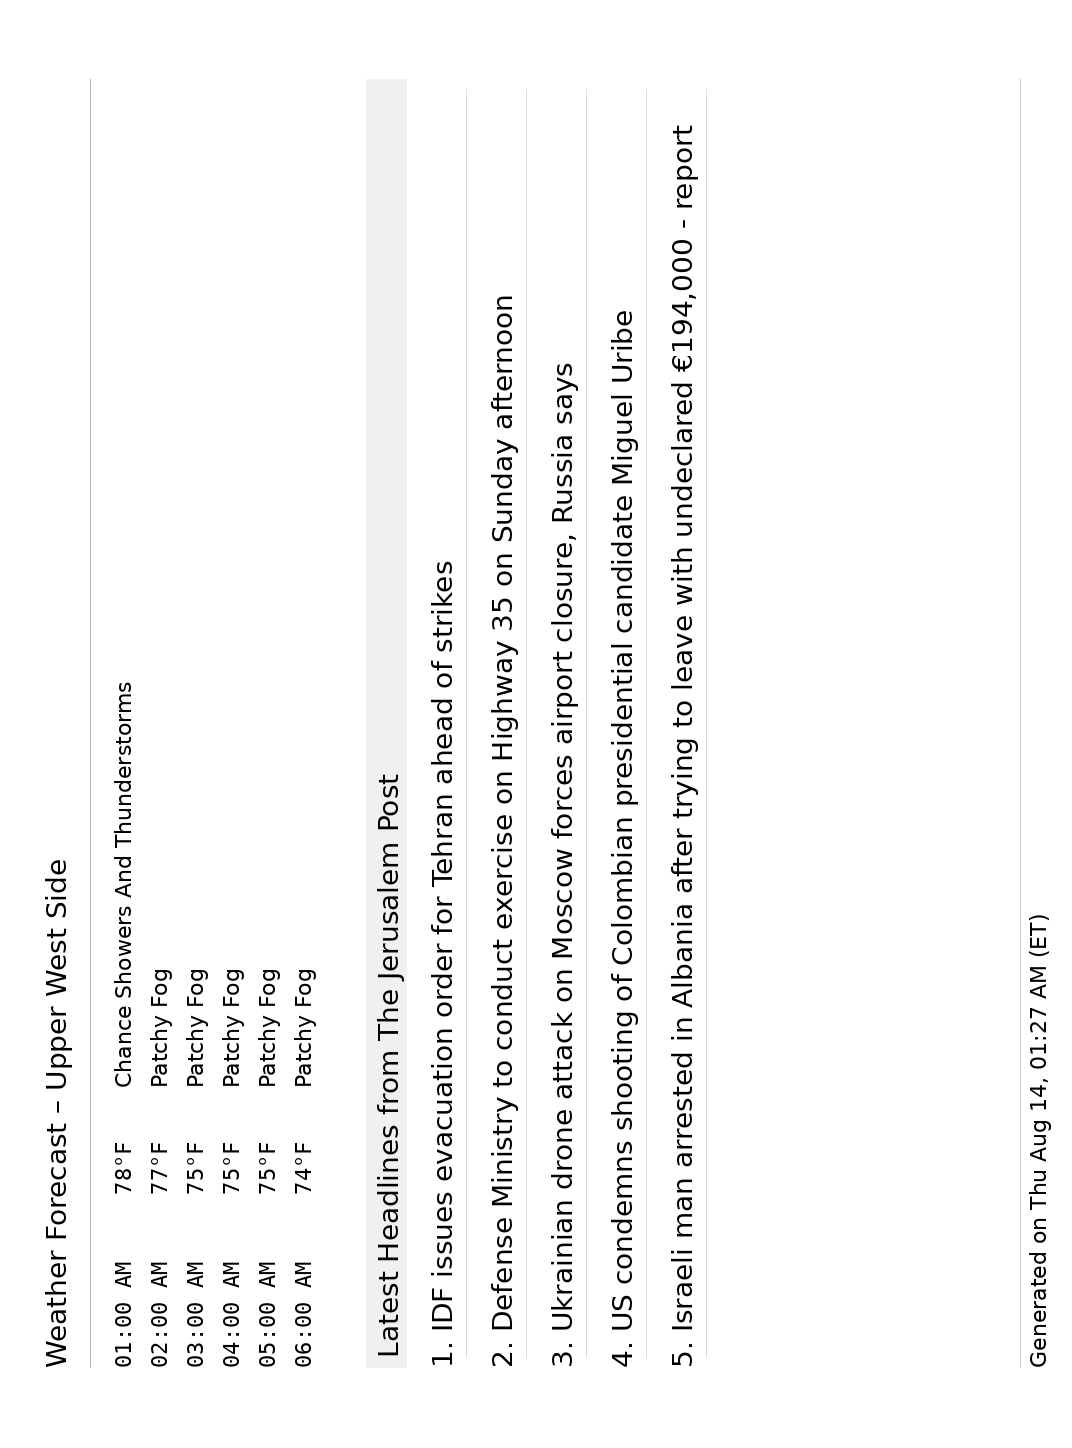 Weather Forecast – Upper West Side
01:00 AM 78°F Chance Showers And Thunderstorms
02:00 AM 77°F Patchy Fog
03:00 AM 75°F Patchy Fog
04:00 AM 75°F Patchy Fog
05:00 AM 75°F Patchy Fog
06:00 AM 74°F Patchy Fog
Latest Headlines from The Jerusalem Post
1. IDF issues evacuation order for Tehran ahead of strikes
2. Defense Ministry to conduct exercise on Highway 35 on Sunday afternoon
3. Ukrainian drone attack on Moscow forces airport closure, Russia says
4. US condemns shooting of Colombian presidential candidate Miguel Uribe
5. Israeli man arrested in Albania after trying to leave with undeclared €194,000 - report
Generated on Thu Aug 14, 01:27 AM (ET)